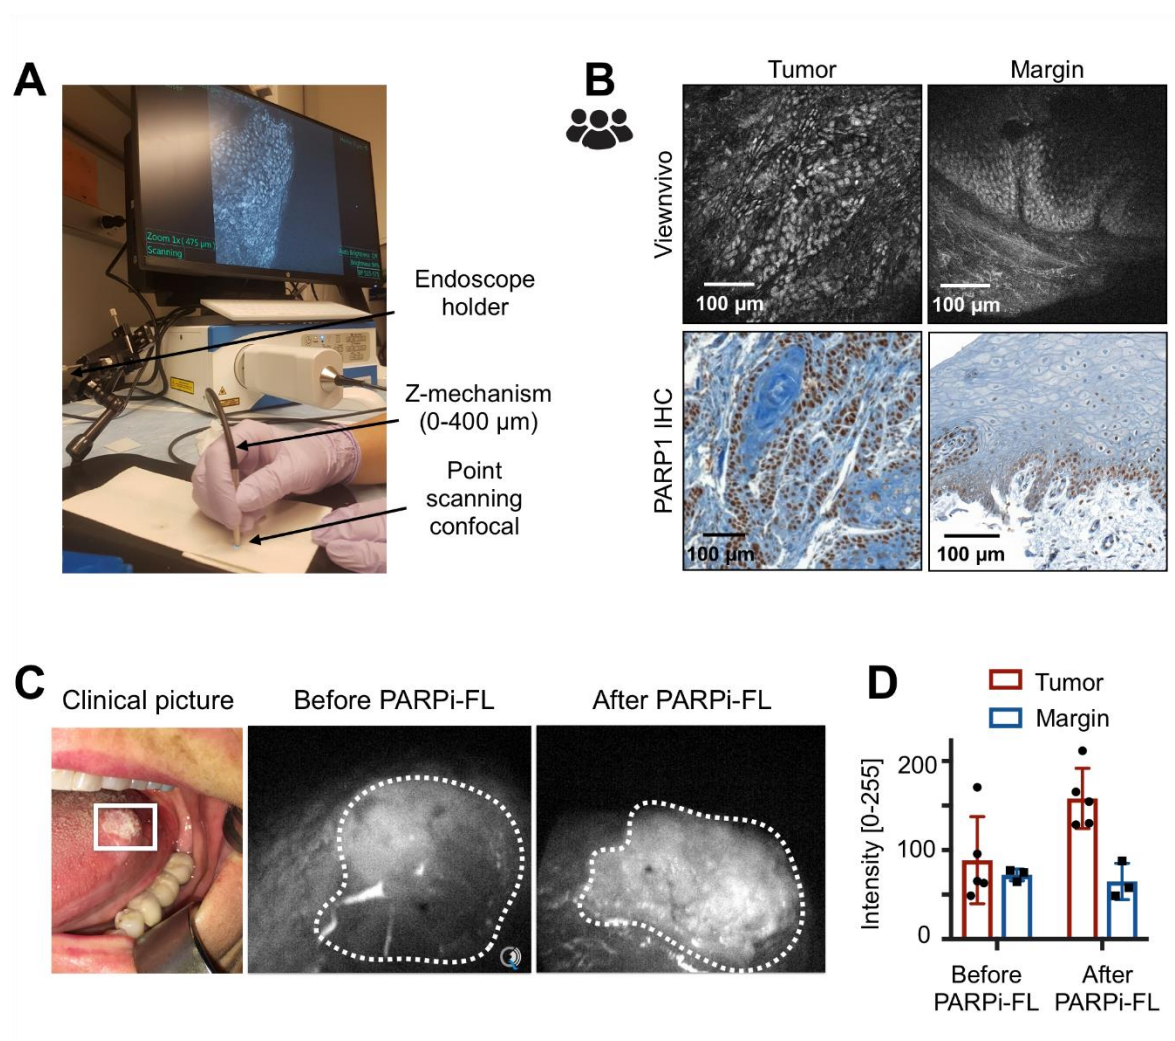 A
Zoom 1x ( 475 µm )
Scanning
Endoscope
holder
Z-mechanism
(0-400 µm)
Point
scanning
confocal
B
Tumor
Margin
Viewnvivo
100 µm
100 µm
PARP1 IHC
100 µm
100 µm
C
Clinical picture
Before PARPi-FL
After PARPi-FL
D
Tumor
Margin
Intensity [0-255]
200
100
0
Before
PARPi-FL
After
PARPi-FL